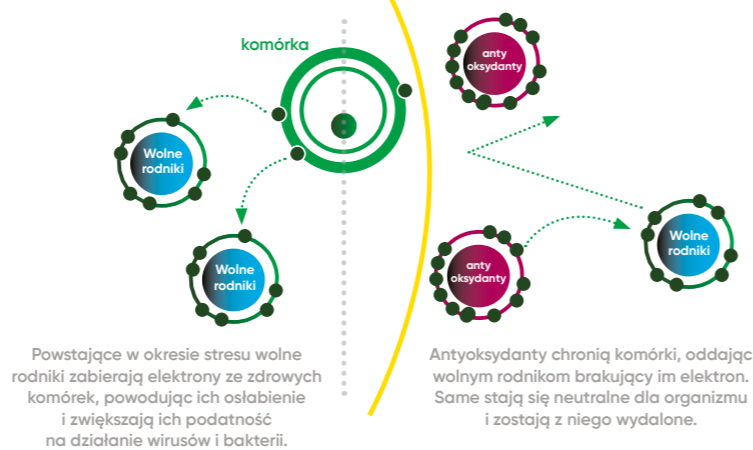 komórka
Wolne
rodniki
Wolne
rodniki
Powstające w okresie stresu wolne
rodniki zabierają elektrony ze zdrowych
komórek, powodując ich osłabienie
i zwiększają ich podatność
na działanie wirusów i bakterii.
anty
oksydanty
anty
oksydanty
Wolne
rodniki
Antyoksydanty chronią komórki, oddając
wolnym rodnikom brakujący im elektron.
Same stają się neutralne dla organizmu
i zostają z niego wydalone.